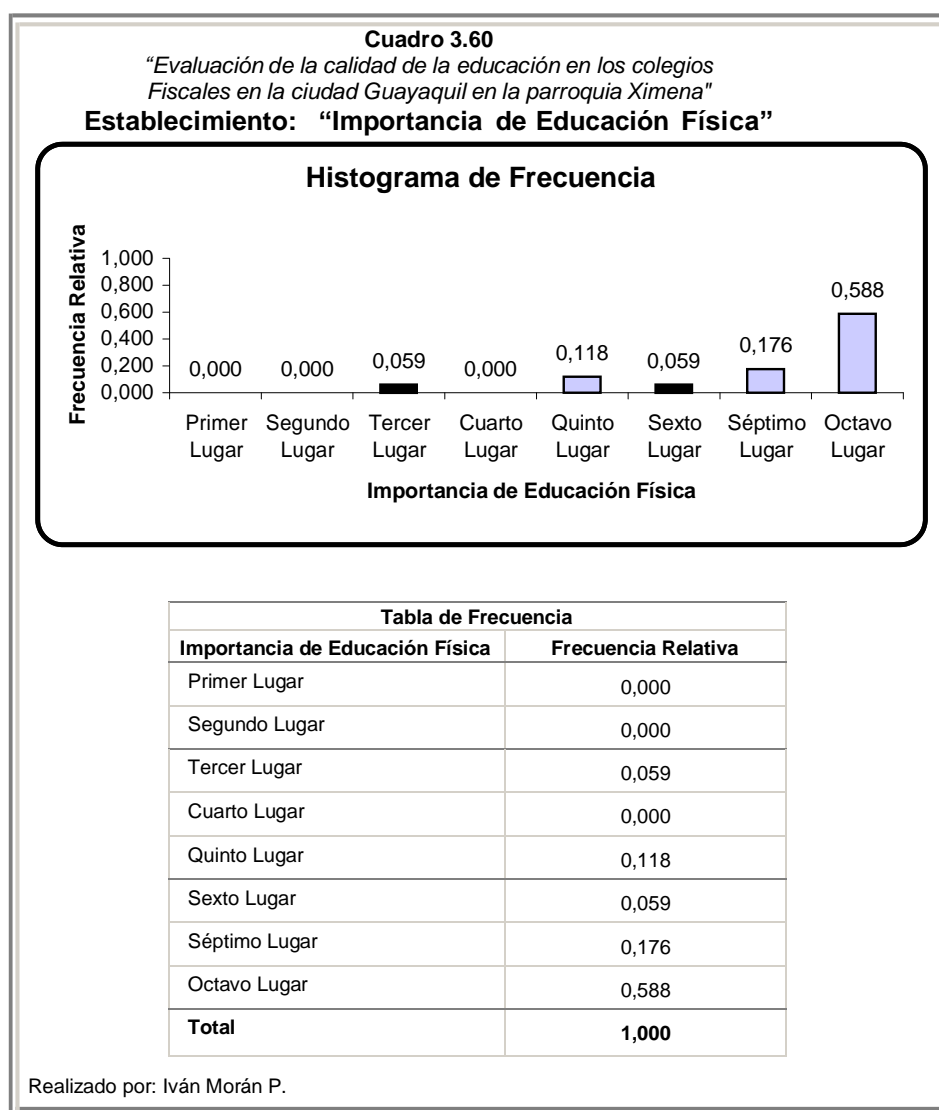 Cuadro 3.60
“Evaluación de la calidad de la educación en los colegios
Fiscales en la ciudad Guayaquil en la parroquia Ximena"
Establecimiento: “Importancia de Educación Física”
Histograma de Frecuencia
Frecuencia Relativa
1,000
0,800
0,600
0,400
0,200
0,000
0,000 0,000 0,059 0,000 0,118 0,059 0,176 0,588
Primer Lugar
Segundo Lugar
Tercer Lugar
Cuarto Lugar
Quinto Lugar
Sexto Lugar
Séptimo Lugar
Octavo Lugar
Importancia de Educación Física
Tabla de Frecuencia
Importancia de Educación Física Frecuencia Relativa
Primer Lugar 0,000
Segundo Lugar 0,000
Tercer Lugar 0,059
Cuarto Lugar 0,000
Quinto Lugar 0,118
Sexto Lugar 0,059
Séptimo Lugar 0,176
Octavo Lugar 0,588
Total 1,000
Realizado por: Iván Morán P.